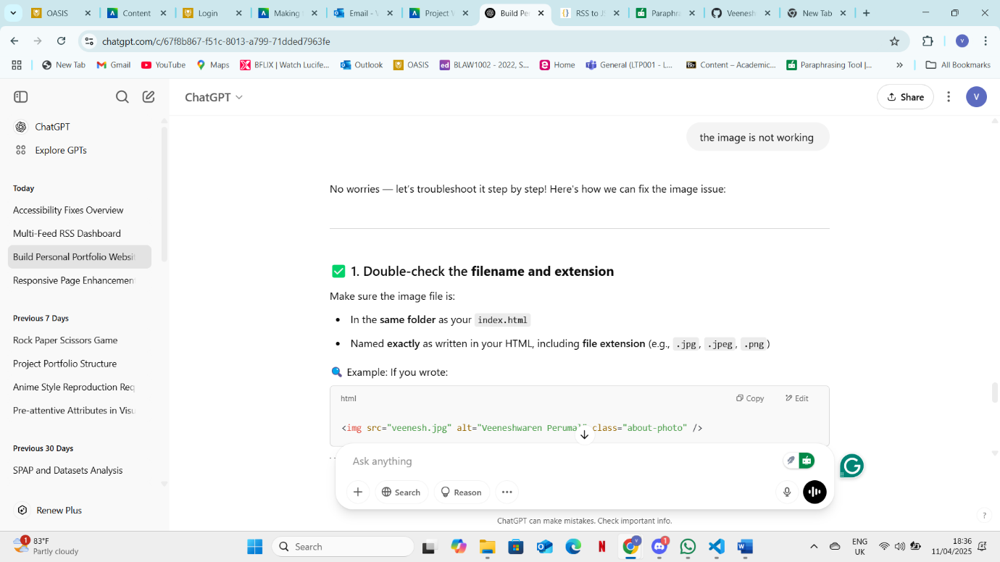 OASIS
Content
Login
Making
Email -
Project
Build Pe
RSS to
Paraphra
Veenesh
New Tab
chatgpt.com/c/67f8b867-f51c-8013-a799-71dded7963fe
V
New Tab
Gmail
YouTube
Maps
BFLIX | Watch Lucife...
Outlook
OASIS
BLAW1002 - 2022, S...
Home
General (LTP001 - L...
Content – Academic...
Paraphrasing Tool |...
All Bookmarks
ChatGPT
Share
V
ChatGPT
Explore GPTs
Today
Accessibility Fixes Overview
Multi-Feed RSS Dashboard
Build Personal Portfolio Websi
Responsive Page Enhancemen
Previous 7 Days
Rock Paper Scissors Game
Project Portfolio Structure
Anime Style Reproduction Req
Pre-attentive Attributes in Visu
Previous 30 Days
SPAP and Datasets Analysis
Renew Plus
the image is not working
No worries — let's troubleshoot it step by step! Here's how we can fix the image issue:
✅ 1. Double-check the filename and extension
Make sure the image file is:
• In the same folder as your index.html
• Named exactly as written in your HTML, including file extension (e.g., .jpg, .jpeg, .png)
🔍 Example: If you wrote:
html
Copy
Edit
<img src="veenesh.jpg" alt="Veeneshwaren Perumal" class="about-photo" />
Ask anything
Search
Reason
ChatGPT can make mistakes. Check important info.
?
1
83°F
Partly cloudy
Search
1
ENG
UK
18:36
11/04/2025